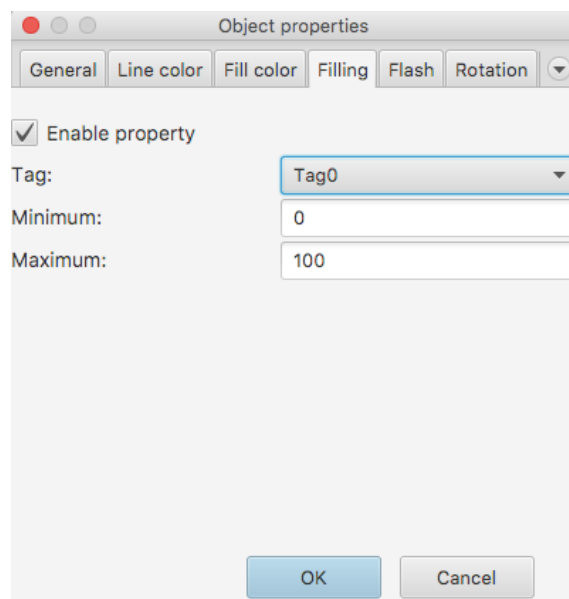 Object properties
General Line color Fill color Filling Flash Rotation
Enable property
Tag: Tag0
Minimum: 0
Maximum: 100
OK Cancel